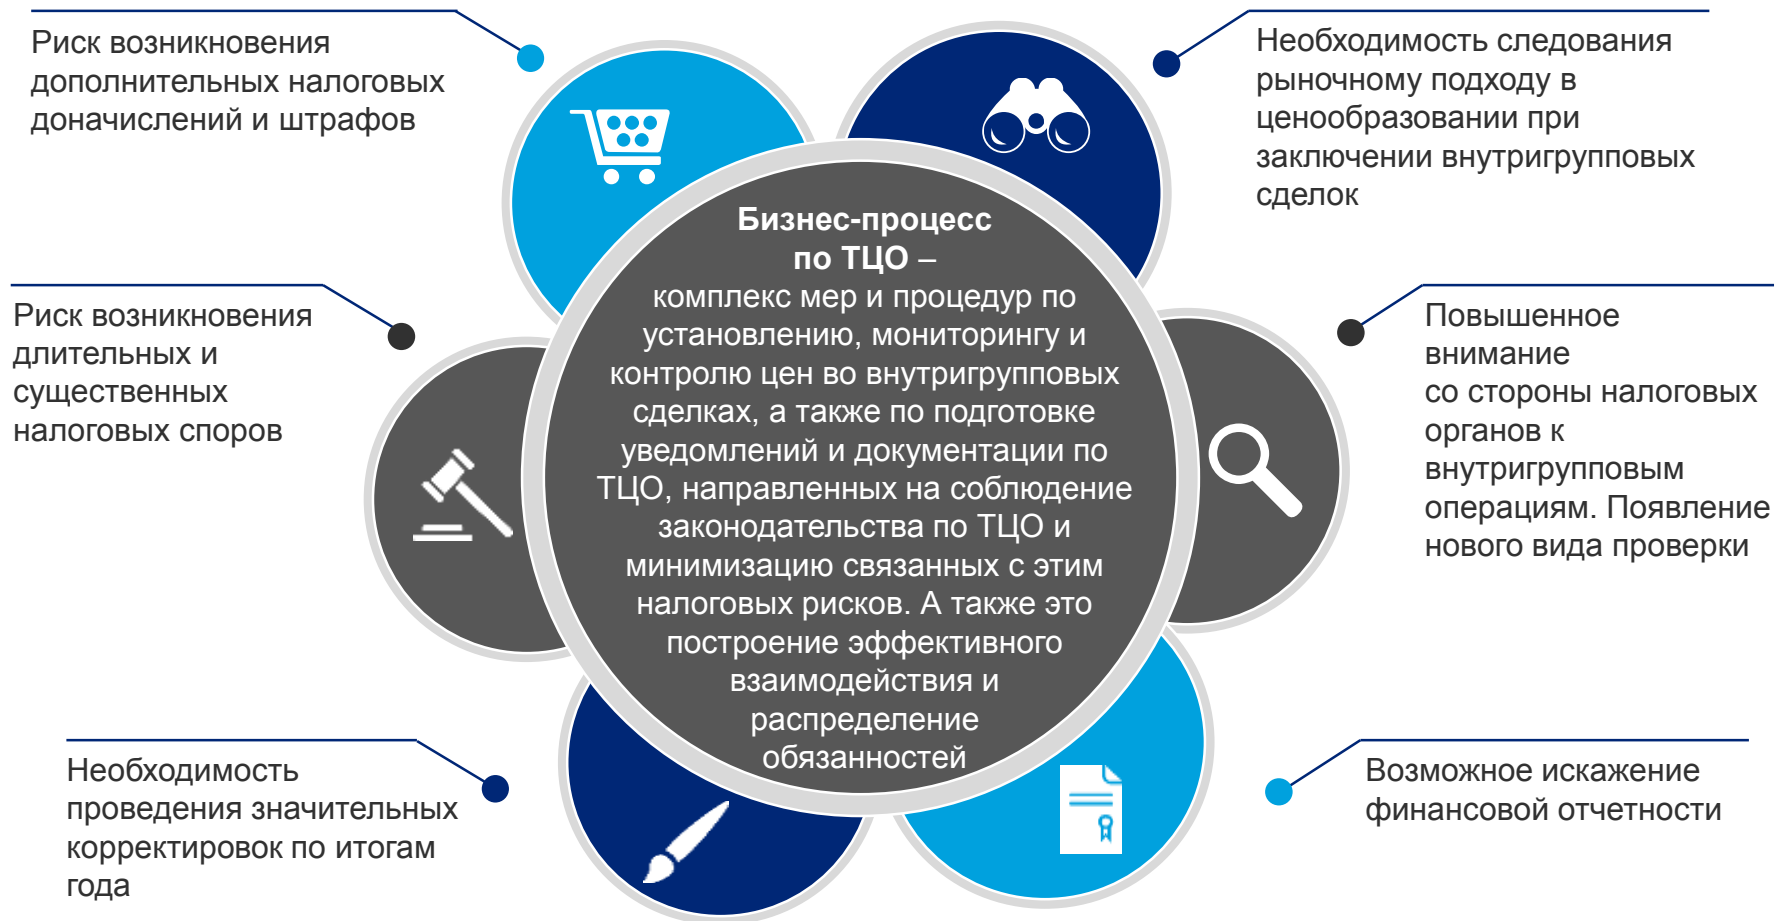 Риск возникновения
дополнительных налоговых
доначислений и штрафов
Необходимость следования
рыночному подходу в
ценообразовании при
заключении внутригрупповых
сделок
Риск возникновения
длительных и
существенных
налоговых споров
Бизнес-процесс
по ТЦО –
комплекс мер и процедур по
установлению, мониторингу и
контролю цен во внутригрупповых
сделках, а также по подготовке
уведомлений и документации по
ТЦО, направленных на соблюдение
законодательства по ТЦО и
минимизацию связанных с этим
налоговых рисков. А также это
построение эффективного
взаимодействия и
распределение
обязанностей
Повышенное
внимание
со стороны налоговых
органов к
внутригрупповым
операциям. Появление
нового вида проверки
Необходимость
проведения значительных
корректировок по итогам
года
Возможное искажение
финансовой отчетности